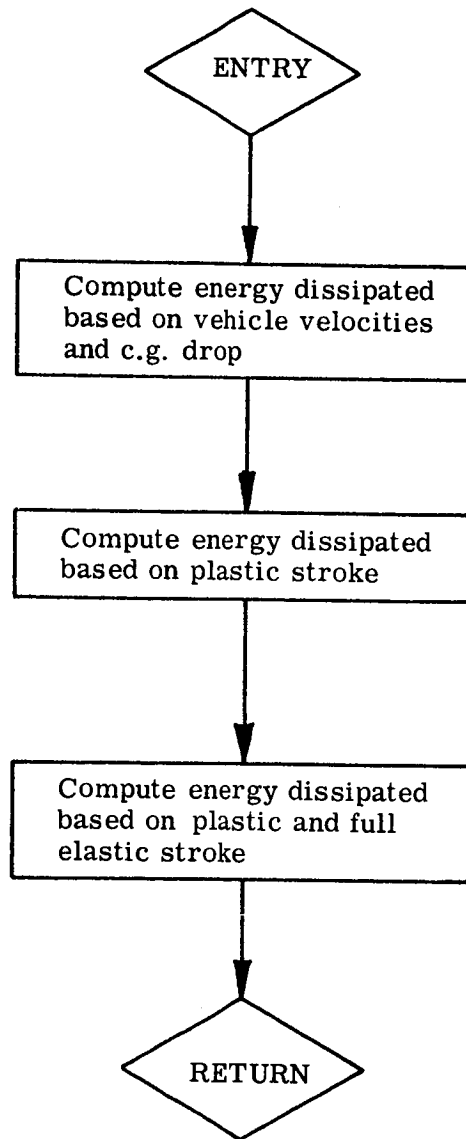 ENTRY
Compute energy dissipated
based on vehicle velocities
and c.g. drop
Compute energy dissipated
based on plastic stroke
Compute energy dissipated
based on plastic and full
elastic stroke
RETURN